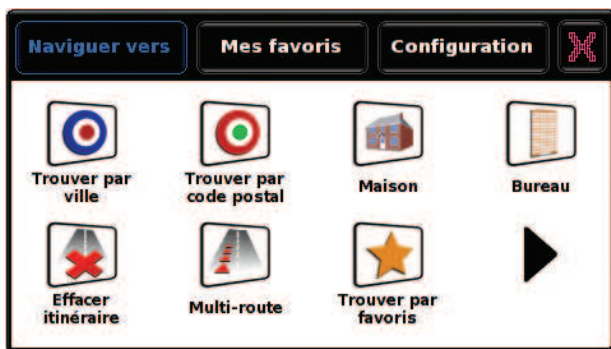 Naviguer vers
Mes favoris
Configuration
Trouver par
ville
Trouver par
code postal
Maison
Bureau
Effacer
itinéraire
Multi-route
Trouver par
favoris